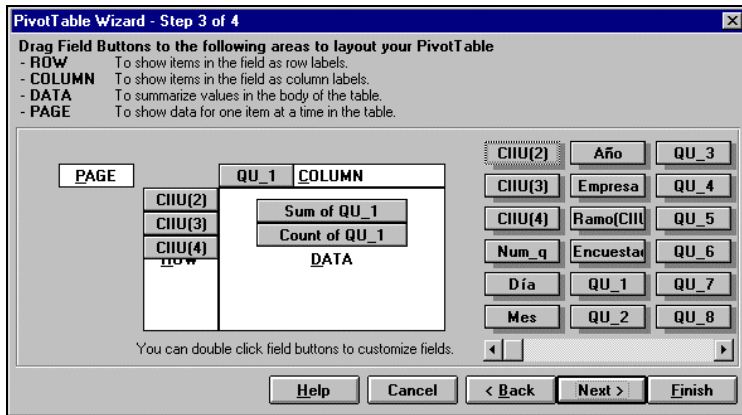 PivotTable Wizard - Step 3 of 4
Drag Field Buttons to the following areas to layout your PivotTable
- ROW To show items in the field as row labels.
- COLUMN To show items in the field as column labels.
- DATA To summarize values in the body of the table.
- PAGE To show data for one item at a time in the table.
PAGE
QU_1 COLUMN
CIIU(2)
CIIU(3)
CIIU(4)
ROW
Sum of QU_1
Count of QU_1
DATA
CIIU(2) Año QU_3
CIIU(3) Empresa QU_4
CIIU(4) Ramo(CIIU QU_5
Num_q Encuestad QU_6
Día QU_1 QU_7
Mes QU_2 QU_8
You can double click field buttons to customize fields.
Help Cancel < Back Next > Finish